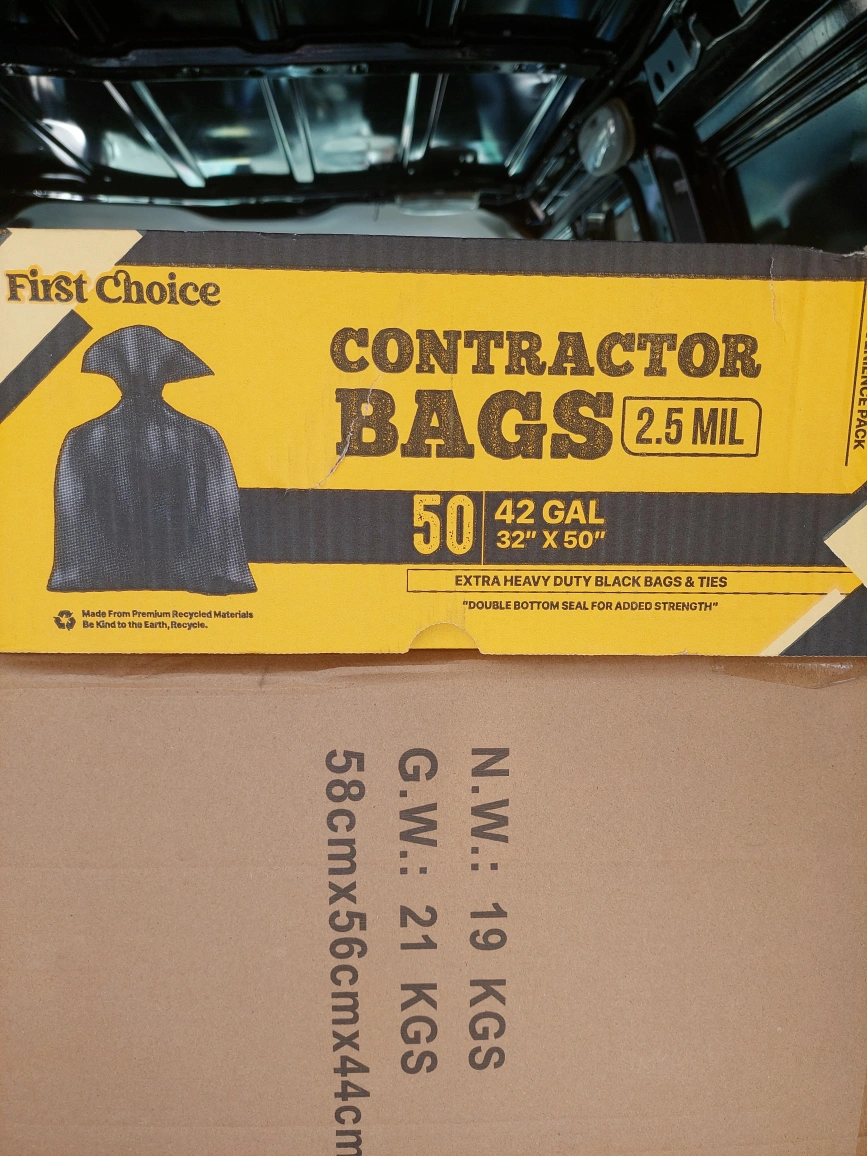 First Choice
CONTRACTOR
BAGS 2.5 MIL
50
42 GAL
32" X 50"
EXTRA HEAVY DUTY BLACK BAGS & TIES
"DOUBLE BOTTOM SEAL FOR ADDED STRENGTH"
Made From Premium Recycled Materials
Be Kind to the Earth, Recycle.
PACK
N.W.: 19 KGS
G.W.: 21 KGS
58cmx56cmx44cm